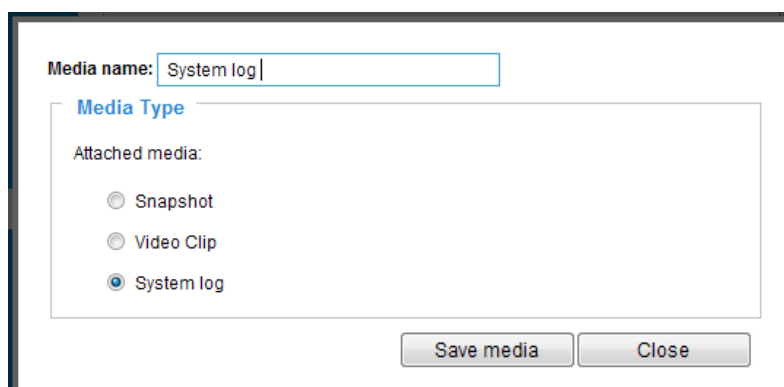 Media name: System log
Media Type
Attached media:
Snapshot
Video Clip
System log
Save media Close